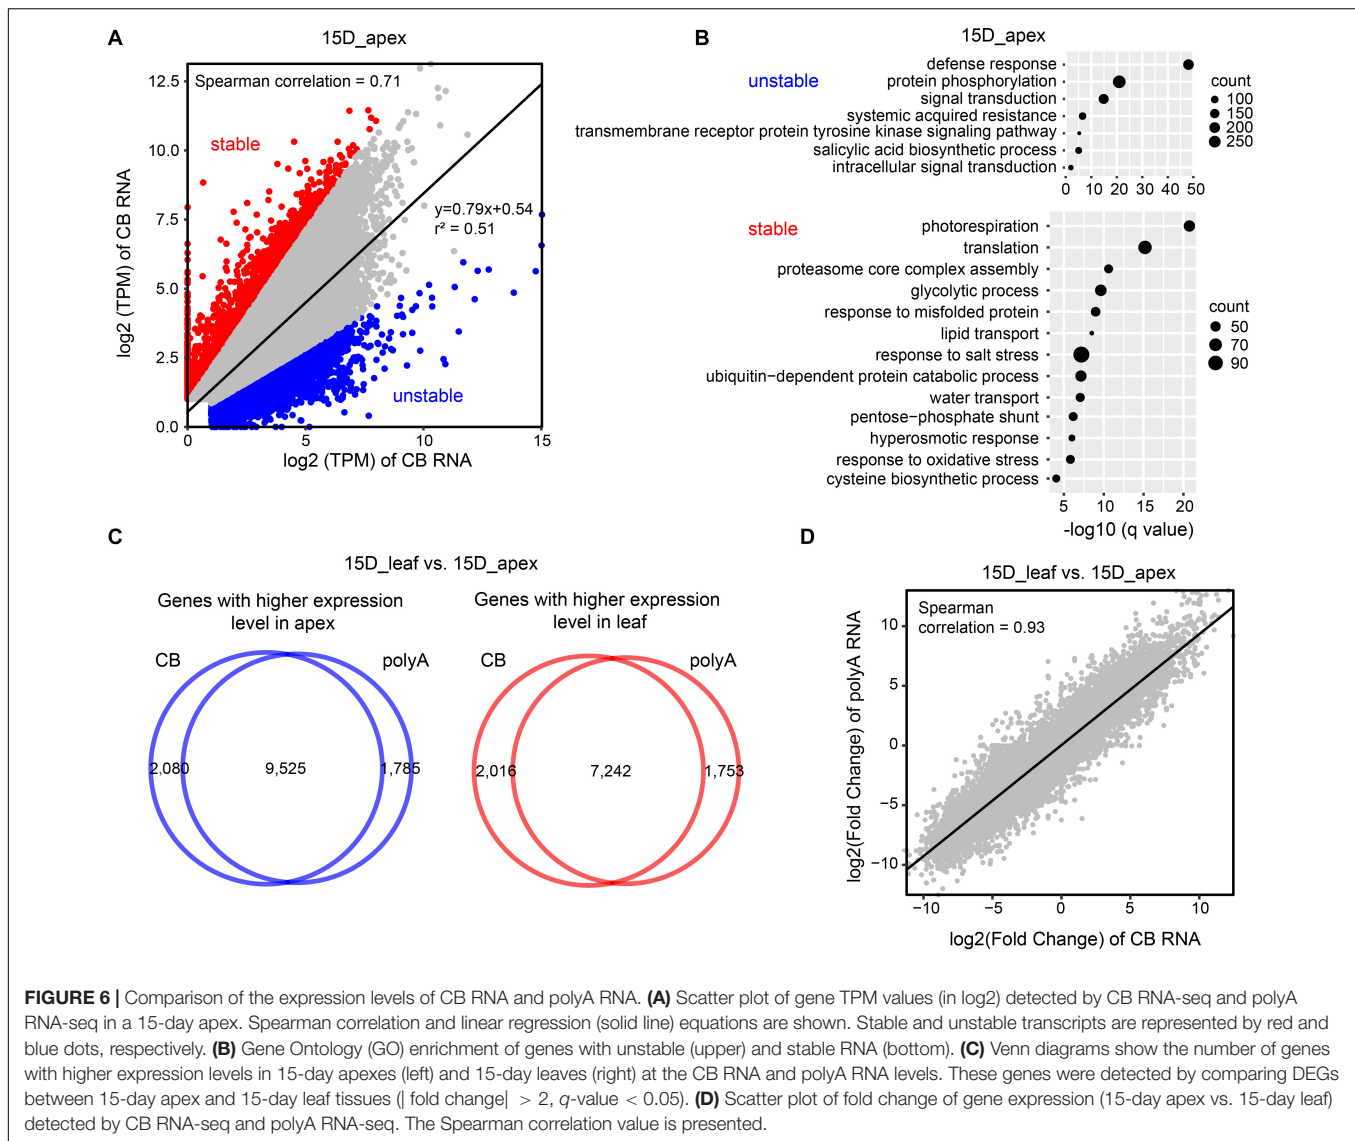 A
15D_apex
Spearman correlation = 0.71
stable
y=0.79x+0.54
r² = 0.51
unstable
12.5
10.0
7.5
5.0
2.5
0.0
0 5 10 15
log2 (TPM) of CB RNA
log2 (TPM) of CB RNA
B
15D_apex
unstable
defense response
protein phosphorylation
signal transduction
systemic acquired resistance
transmembrane receptor protein tyrosine kinase signaling pathway
salicylic acid biosynthetic process
intracellular signal transduction
0 10 20 30 40 50
count
100
150
200
250
stable
photorespiration
translation
proteasome core complex assembly
glycolytic process
response to misfolded protein
lipid transport
response to salt stress
ubiquitin−dependent protein catabolic process
water transport
pentose−phosphate shunt
hyperosmotic response
response to oxidative stress
cysteine biosynthetic process
5 10 15 20
-log10 (q value)
count
50
70
90
C
15D_leaf vs. 15D_apex
Genes with higher expression
level in apex
CB polyA
2,080 9,525 1,785
Genes with higher expression
level in leaf
CB polyA
2,016 7,242 1,753
D
15D_leaf vs. 15D_apex
Spearman
correlation = 0.93
10
5
0
−5
−10
−10 −5 0 5 10
log2(Fold Change) of polyA RNA
log2(Fold Change) of CB RNA
FIGURE 6 | Comparison of the expression levels of CB RNA and polyA RNA. (A) Scatter plot of gene TPM values (in log2) detected by CB RNA-seq and polyA
RNA-seq in a 15-day apex. Spearman correlation and linear regression (solid line) equations are shown. Stable and unstable transcripts are represented by red and
blue dots, respectively. (B) Gene Ontology (GO) enrichment of genes with unstable (upper) and stable RNA (bottom). (C) Venn diagrams show the number of genes
with higher expression levels in 15-day apexes (left) and 15-day leaves (right) at the CB RNA and polyA RNA levels. These genes were detected by comparing DEGs
between 15-day apex and 15-day leaf tissues (| fold change| > 2, q-value < 0.05). (D) Scatter plot of fold change of gene expression (15-day apex vs. 15-day leaf)
detected by CB RNA-seq and polyA RNA-seq. The Spearman correlation value is presented.